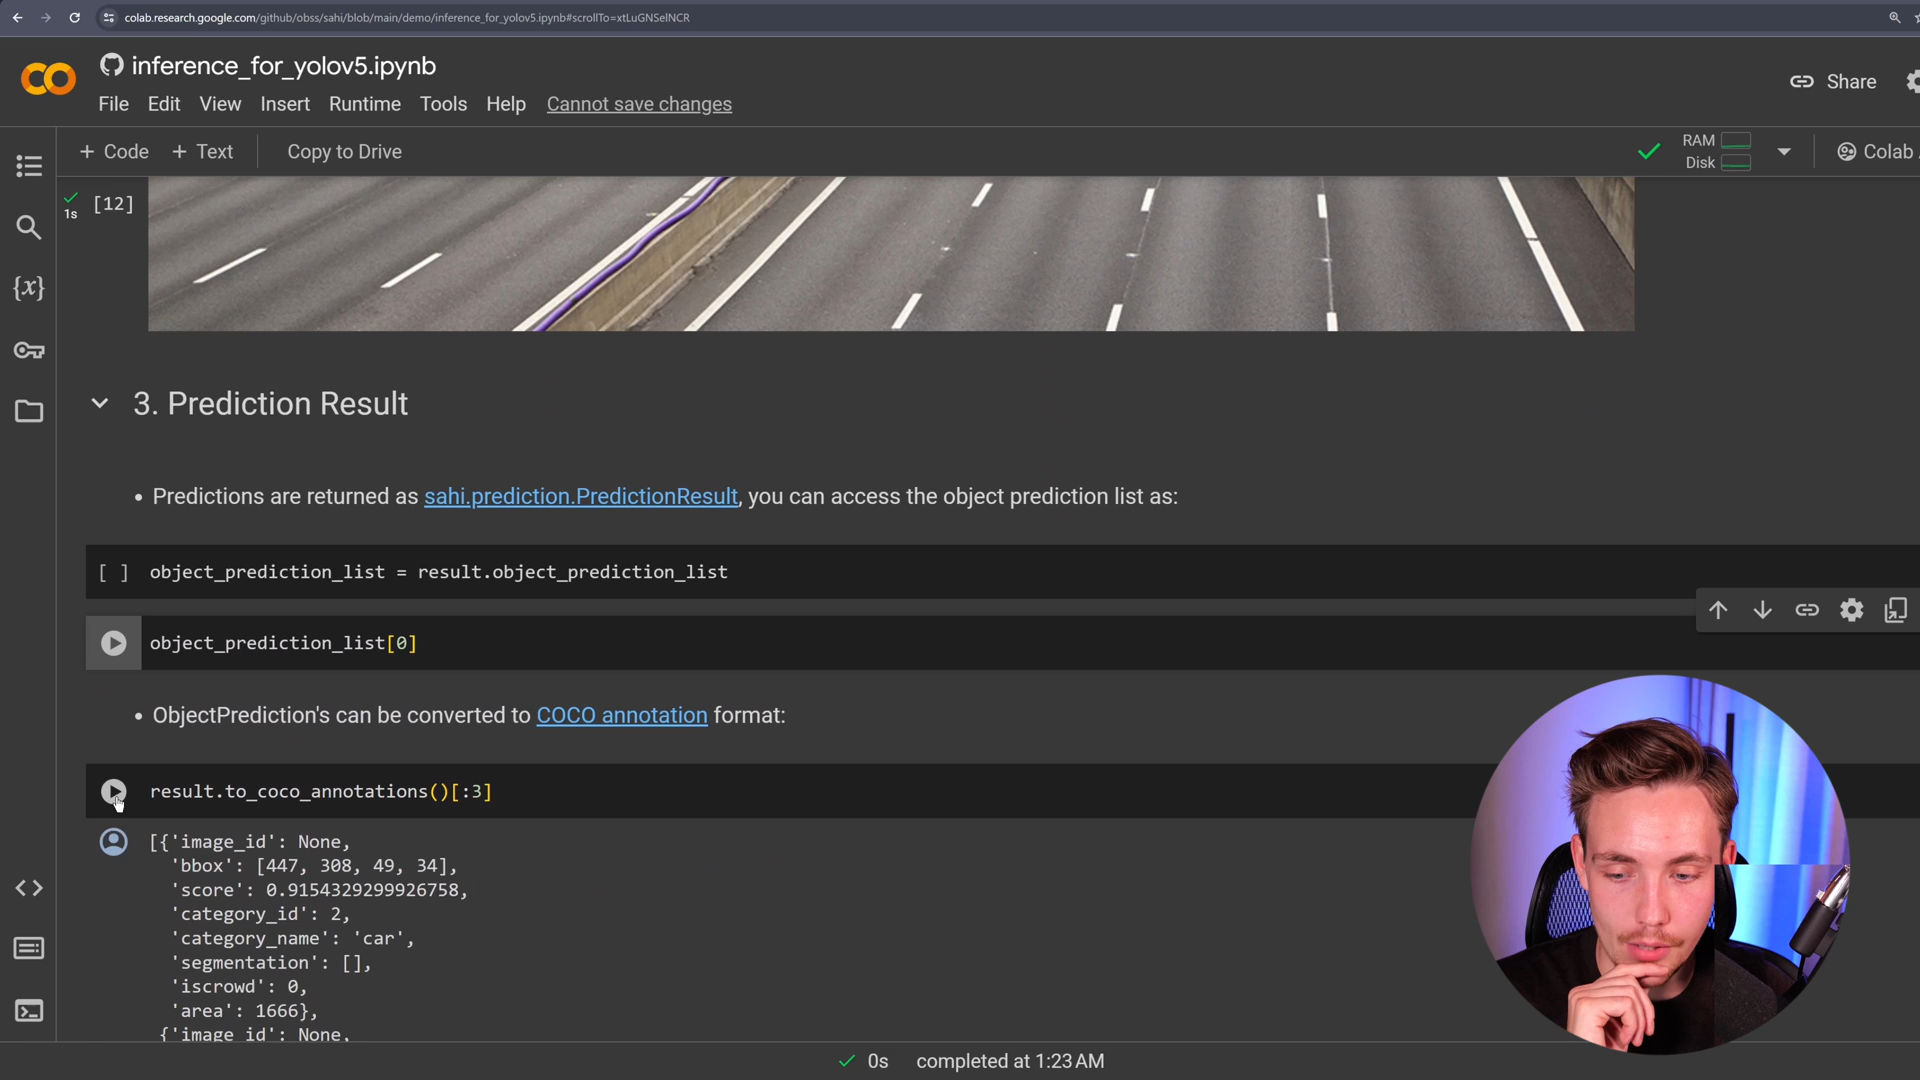 colab.research.google.com/github/obss/sahi/blob/main/demo/inference_for_yolov5.ipynb#scrollTo=xtLuGNSelNCR
inference_for_yolov5.ipynb
Share
File Edit View Insert Runtime Tools Help Cannot save changes
+ Code + Text Copy to Drive
RAM
Disk
Colab
1s
[12]
{x}
3. Prediction Result
• Predictions are returned as sahi.prediction.PredictionResult, you can access the object prediction list as:
[ ] object_prediction_list = result.object_prediction_list
object_prediction_list[0]
• ObjectPrediction's can be converted to COCO annotation format:
result.to_coco_annotations()[:3]
[{'image_id': None,
'bbox': [447, 308, 49, 34],
'score': 0.9154329299926758,
'category_id': 2,
'category_name': 'car',
'segmentation': [],
'iscrowd': 0,
'area': 1666},
{'image_id': None,
0s completed at 1:23 AM